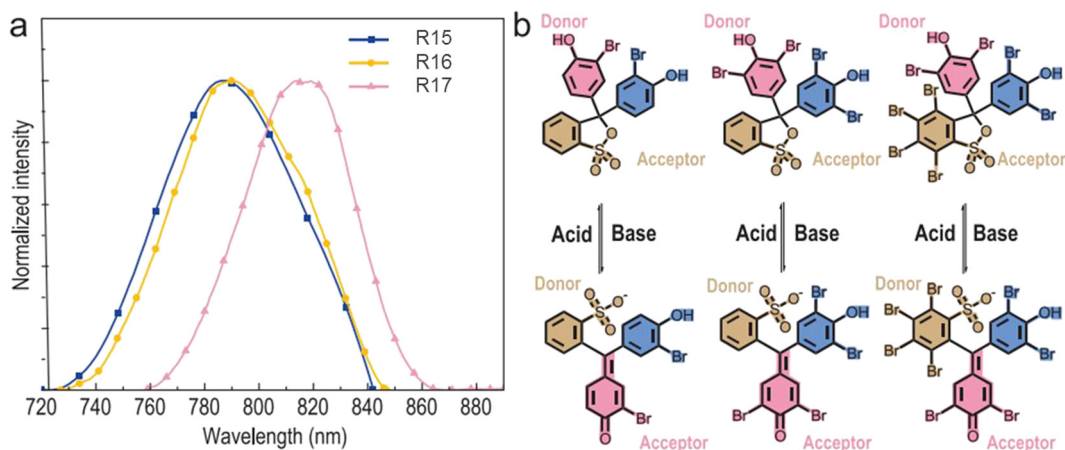 a
R15
R16
R17
Normalized intensity
720 740 760 780 800 820 840 860 880
Wavelength (nm)
b
Donor
HO
Br
Br
OH
O
S
O
O
Acceptor
Donor
HO
Br
Br
Br
OH
Br
O
S
O
O
Acceptor
Donor
HO
Br
Br
Br
Br
OH
Br
Br
Br
Br
O
S
O
O
Acceptor
Acid Base
Acid Base
Acid Base
Donor
O
O-
S
O
OH
Br
Br
O
Acceptor
Donor
O
O-
S
O
Br
OH
Br
Br
Br
O
Acceptor
Donor
Br
O
O-
Br
Br
S
O
OH
Br
Br
Br
Br
Br
O
Acceptor